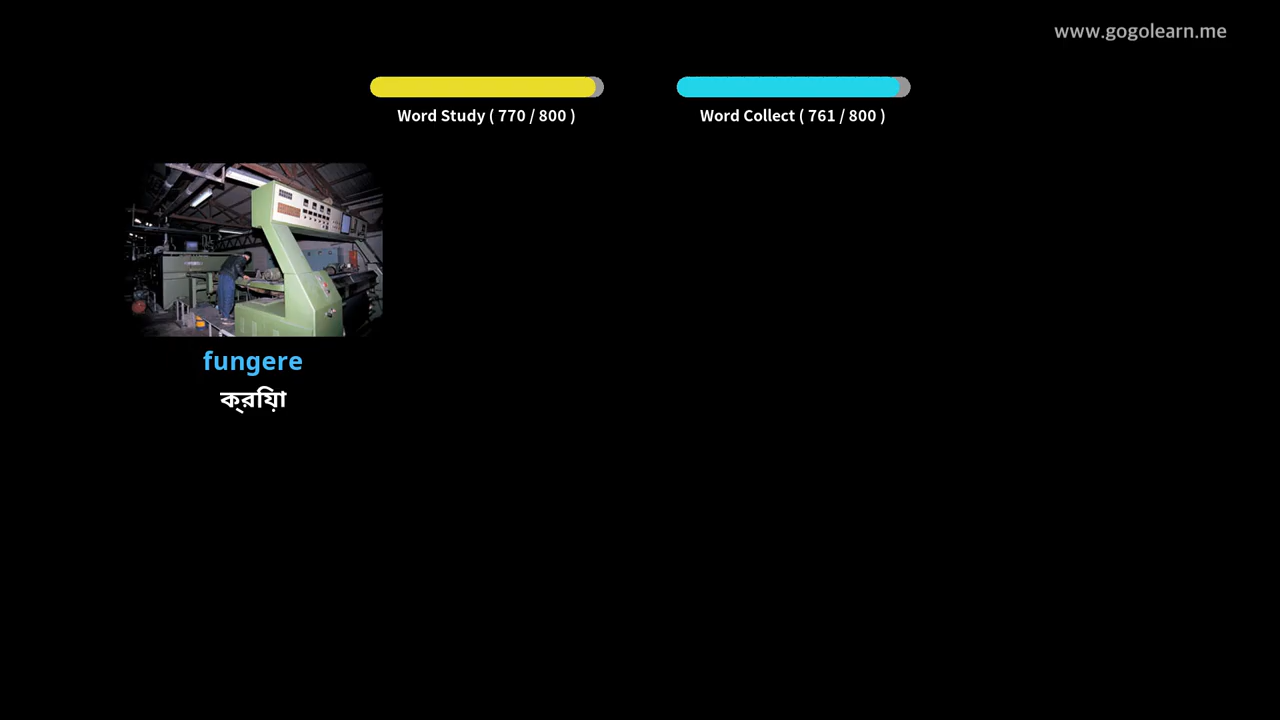 www.gogolearn.me
Word Study ( 770 / 800 )
Word Collect ( 761 / 800 )
fungere
ক্রিয়া